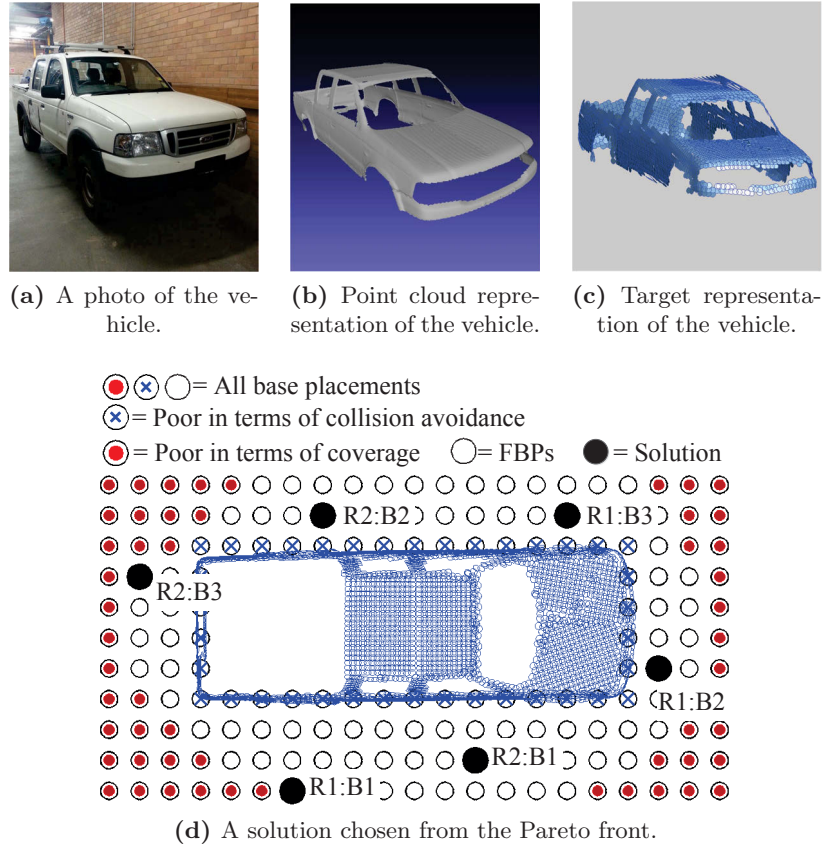 (a) A photo of the ve-
hicle.
(b) Point cloud repre-
sentation of the vehicle.
(c) Target representa-
tion of the vehicle.
= All base placements
= Poor in terms of collision avoidance
= Poor in terms of coverage = FBPs = Solution
R2:B2 R1:B3
R2:B3
R1:B2
R2:B1
R1:B1
(d) A solution chosen from the Pareto front.